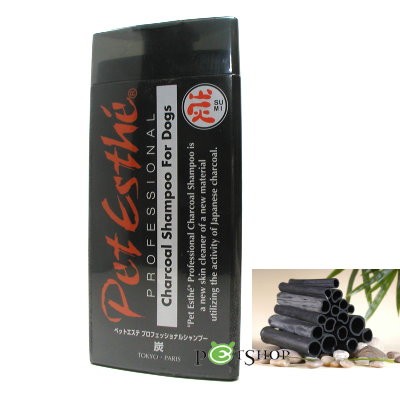 Pet Esthé®
PROFESSIONAL
Charcoal Shampoo For Dogs
SUMI
"Pet Esthé" Professional Charcoal Shampoo is
a new skin cleaner of a new material
utilizing the activity of Japanese charcoal.
ペットエステ プロフェッショナルシャンプー
炭
TOKYO • PARIS
PETSHOP